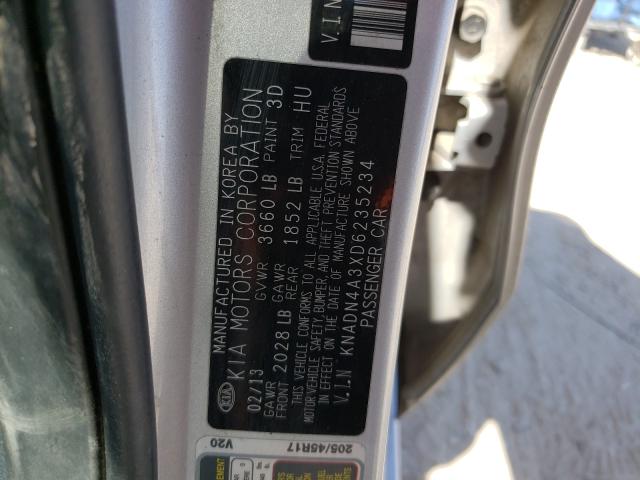 V.I.N
MANUFACTURED IN KOREA BY
KIA KIA MOTORS CORPORATION
02/13 GVWR 3660 LB PAINT 3D
GAWR FRONT 2028 LB GAWR REAR 1852 LB TRIM HU
THIS VEHICLE CONFORMS TO ALL APPLICABLE U.S.A. FEDERAL
MOTOR VEHICLE SAFETY, BUMPER, AND THEFT PREVENTION STANDARDS
IN EFFECT ON THE DATE OF MANUFACTURE SHOWN ABOVE
V.I.N KNADN4A3XD6235234
PASSENGER CAR
V20 205/45R17